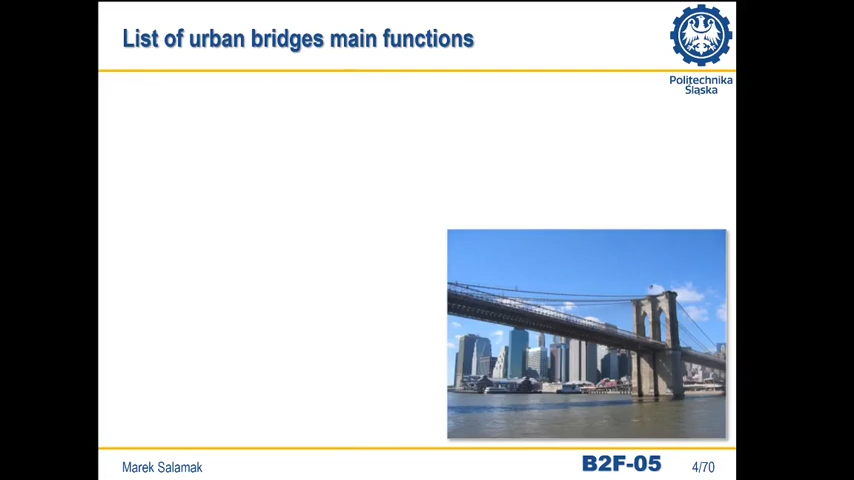 List of urban bridges main functions
Politechnika
Śląska
Marek Salamak
B2F-05
4/70